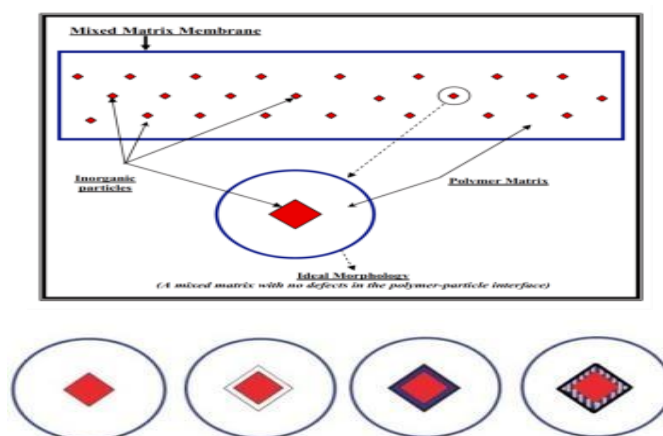 Mixed Matrix Membrane
Inorganic
particles
Polymer Matrix
Ideal Morphology
(A mixed matrix with no defects in the polymer-particle interface)